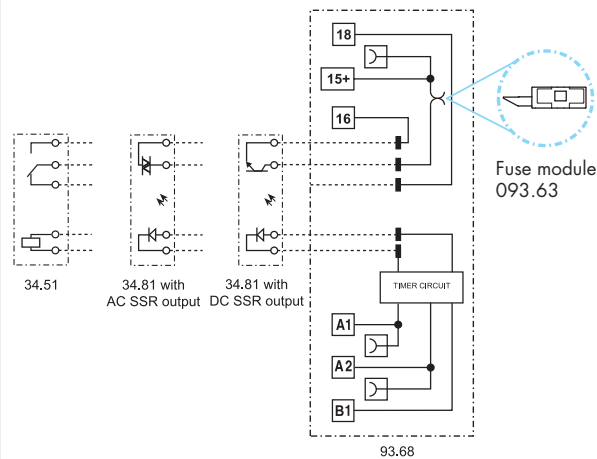 18
15+
16
Fuse module
093.63
34.51
34.81 with
AC SSR output
34.81 with
DC SSR output
TIMER CIRCUIT
A1
A2
B1
93.68